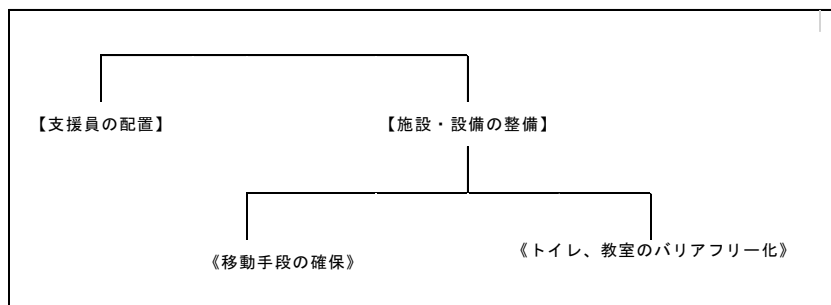 【支援員の配置】
【施設・設備の整備】
《移動手段の確保》
《トイレ、教室のバリアフリー化》